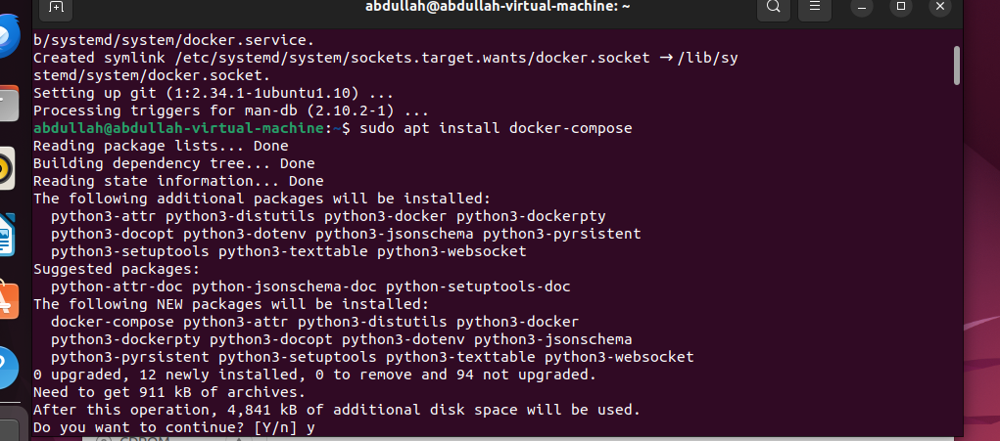 abdullah@abdullah-virtual-machine: ~
b/systemd/system/docker.service.
Created symlink /etc/systemd/system/sockets.target.wants/docker.socket → /lib/sy
stemd/system/docker.socket.
Setting up git (1:2.34.1-1ubuntu1.10) ...
Processing triggers for man-db (2.10.2-1) ...
abdullah@abdullah-virtual-machine:~$ sudo apt install docker-compose
Reading package lists... Done
Building dependency tree... Done
Reading state information... Done
The following additional packages will be installed:
  python3-attr python3-distutils python3-docker python3-dockerpty
  python3-docopt python3-dotenv python3-jsonschema python3-pyrsistent
  python3-setuptools python3-texttable python3-websocket
Suggested packages:
  python-attr-doc python-jsonschema-doc python-setuptools-doc
The following NEW packages will be installed:
  docker-compose python3-attr python3-distutils python3-docker
  python3-dockerpty python3-docopt python3-dotenv python3-jsonschema
  python3-pyrsistent python3-setuptools python3-texttable python3-websocket
0 upgraded, 12 newly installed, 0 to remove and 94 not upgraded.
Need to get 911 kB of archives.
After this operation, 4,841 kB of additional disk space will be used.
Do you want to continue? [Y/n] y